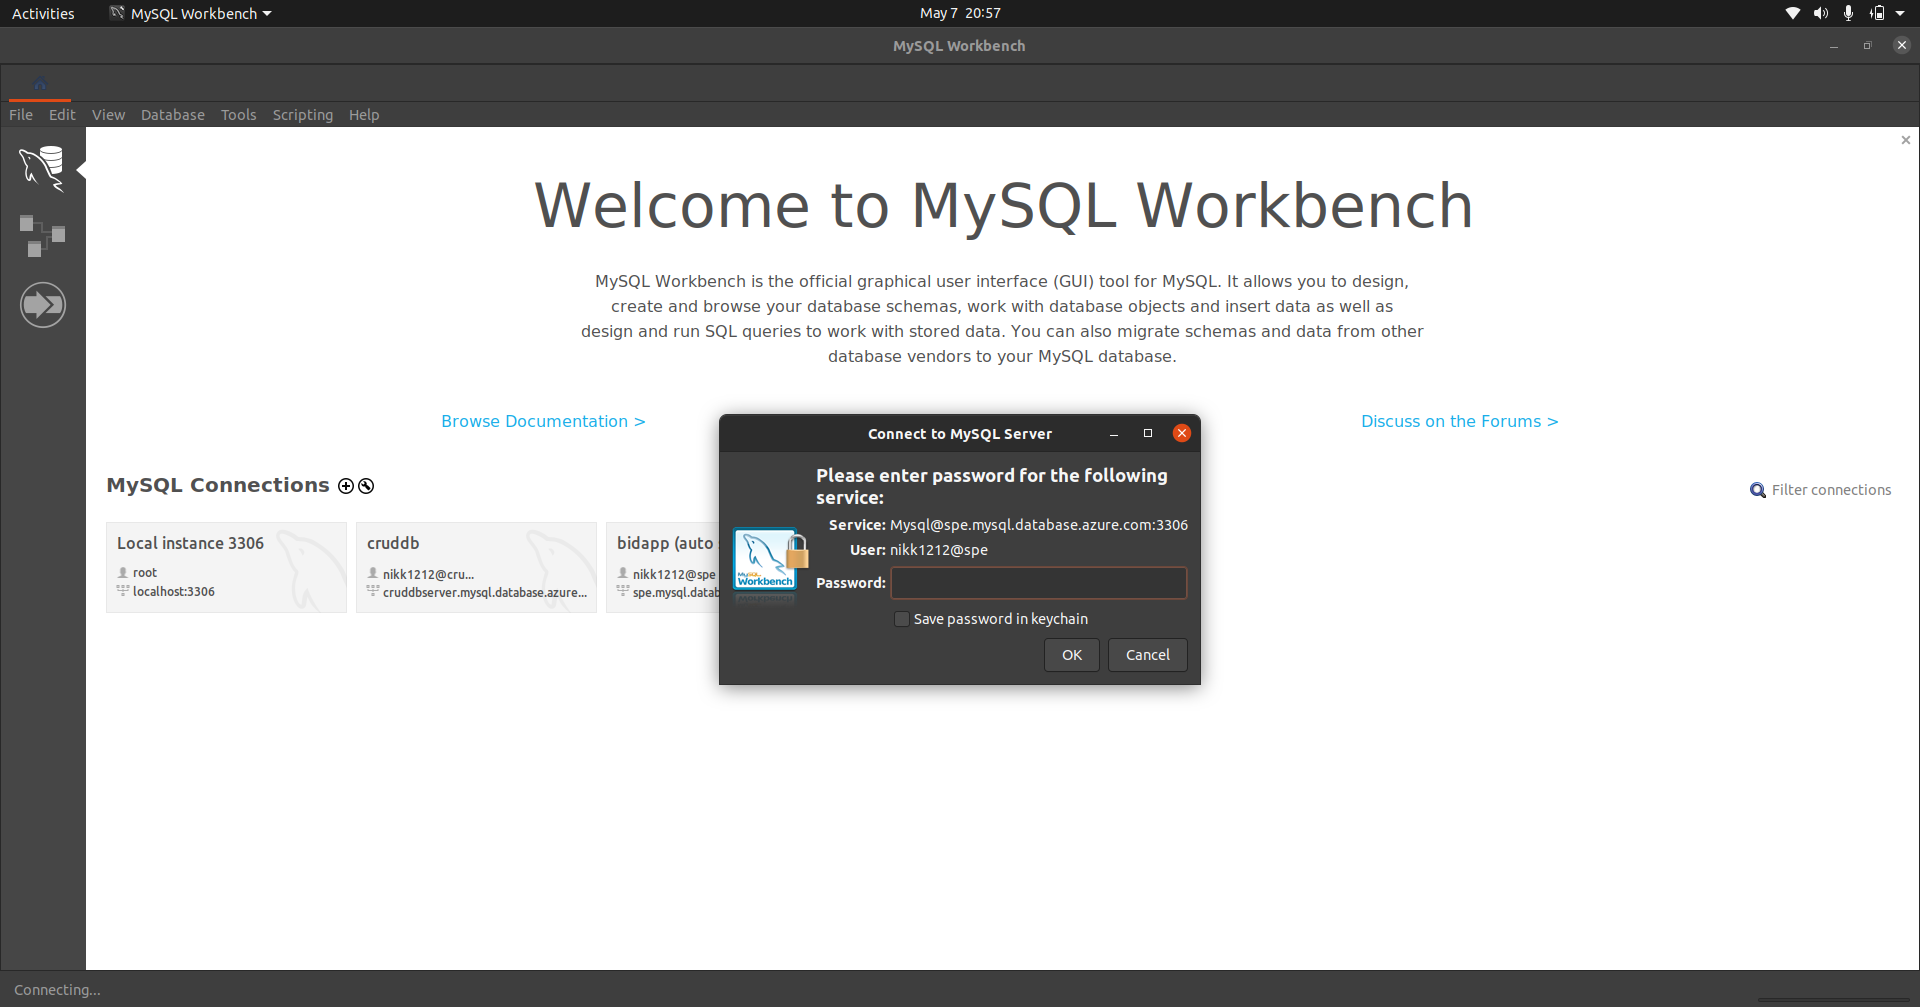 Activities
MySQL Workbench
May 7 20:57
MySQL Workbench
File Edit View Database Tools Scripting Help
Welcome to MySQL Workbench
MySQL Workbench is the official graphical user interface (GUI) tool for MySQL. It allows you to design,
create and browse your database schemas, work with database objects and insert data as well as
design and run SQL queries to work with stored data. You can also migrate schemas and data from other
database vendors to your MySQL database.
Browse Documentation >
Discuss on the Forums >
MySQL Connections
Filter connections
Local instance 3306
root
localhost:3306
cruddb
nikk1212@cru...
cruddbserver.mysql.database.azure...
bidapp (auto
nikk1212@spe
spe.mysql.datab
Connect to MySQL Server
Please enter password for the following
service:
Service: Mysql@spe.mysql.database.azure.com:3306
User: nikk1212@spe
Password:
MySQL
Workbench
Save password in keychain
OK
Cancel
Connecting...